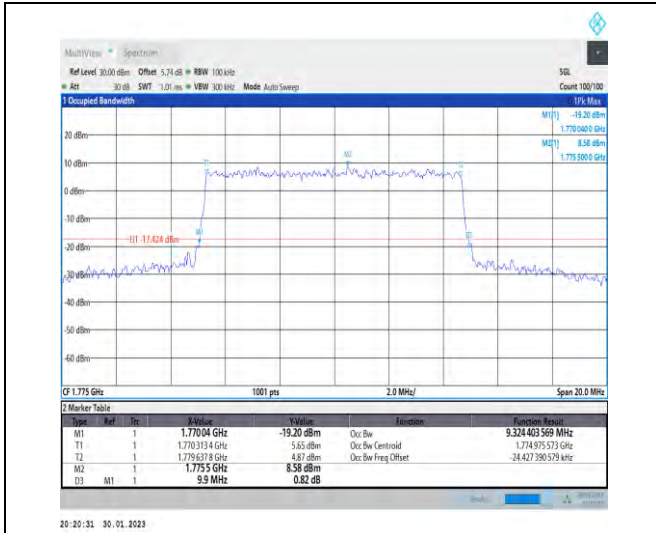 MultiView Spectrum
Ref Level 30.00 dBm Offset 5.74 dB RBW 100 kHz SGL
Att 30 dB SWT 1.01 ms VBW 300 kHz Mode Auto Sweep Count 100/100
1 Occupied Bandwidth 1Pk Max
M1[1] -19.20 dBm
1.770 040 0 GHz
M2[1] 8.58 dBm
1.775 500 0 GHz
20 dBm
10 dBm
M2
0 dBm
-10 dBm
H1 -17.424 dBm
-20 dBm
-30 dBm
-40 dBm
-50 dBm
-60 dBm
CF 1.775 GHz 1001 pts 2.0 MHz/ Span 20.0 MHz
2 Marker Table
Type Ref Trc X-Value Y-Value Function Function Result
M1 1 1.77004 GHz -19.20 dBm Occ Bw 9.324 403 569 MHz
T1 1 1.770 313 4 GHz 5.65 dBm Occ Bw Centroid 1.774 975 573 GHz
T2 1 1.779 637 8 GHz 4.87 dBm Occ Bw Freq Offset -24.427 390 579 kHz
M2 1 1.775 5 GHz 8.58 dBm
D3 M1 1 9.9 MHz 0.82 dB
20:20:31 30.01.2023